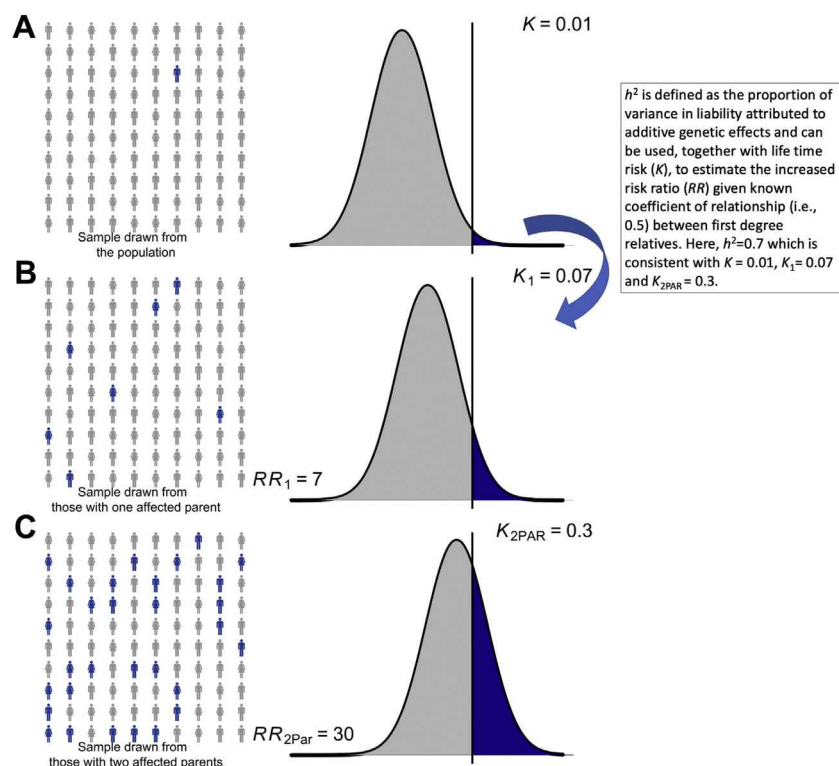 A
K = 0.01
Sample drawn from
the population
h² is defined as the proportion of
variance in liability attributed to
additive genetic effects and can
be used, together with life time
risk (K), to estimate the increased
risk ratio (RR) given known
coefficient of relationship (i.e.,
0.5) between first degree
relatives. Here, h²=0.7 which is
consistent with K = 0.01, K₁= 0.07
and K₂PAR = 0.3.
B
K₁ = 0.07
RR₁ = 7
Sample drawn from
those with one affected parent
C
K₂PAR = 0.3
RR₂Par = 30
Sample drawn from
those with two affected parents